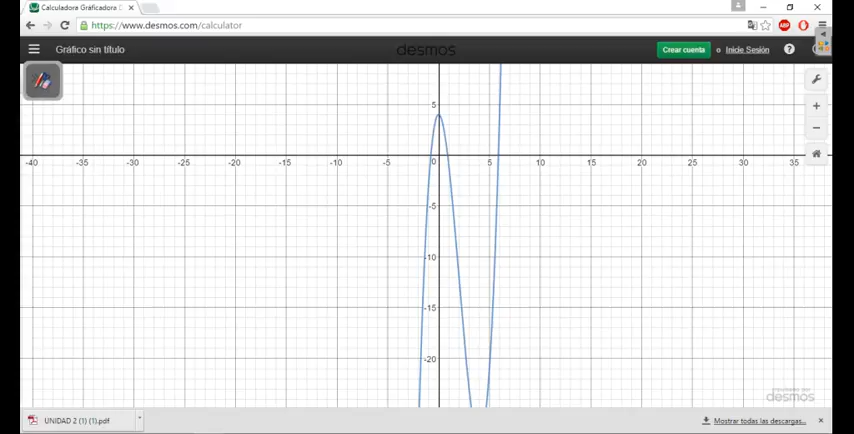 Calculadora Gráficadora D
https://www.desmos.com/calculator
Gráfico sin título
desmos
Crear cuenta o Inicie Sesión
5
-40 -35 -30 -25 -20 -15 -10 -5 0 5 10 15 20 25 30 35
-5
-10
-15
-20
desmos
UNIDAD 2 (1) (1).pdf
Mostrar todas las descargas...